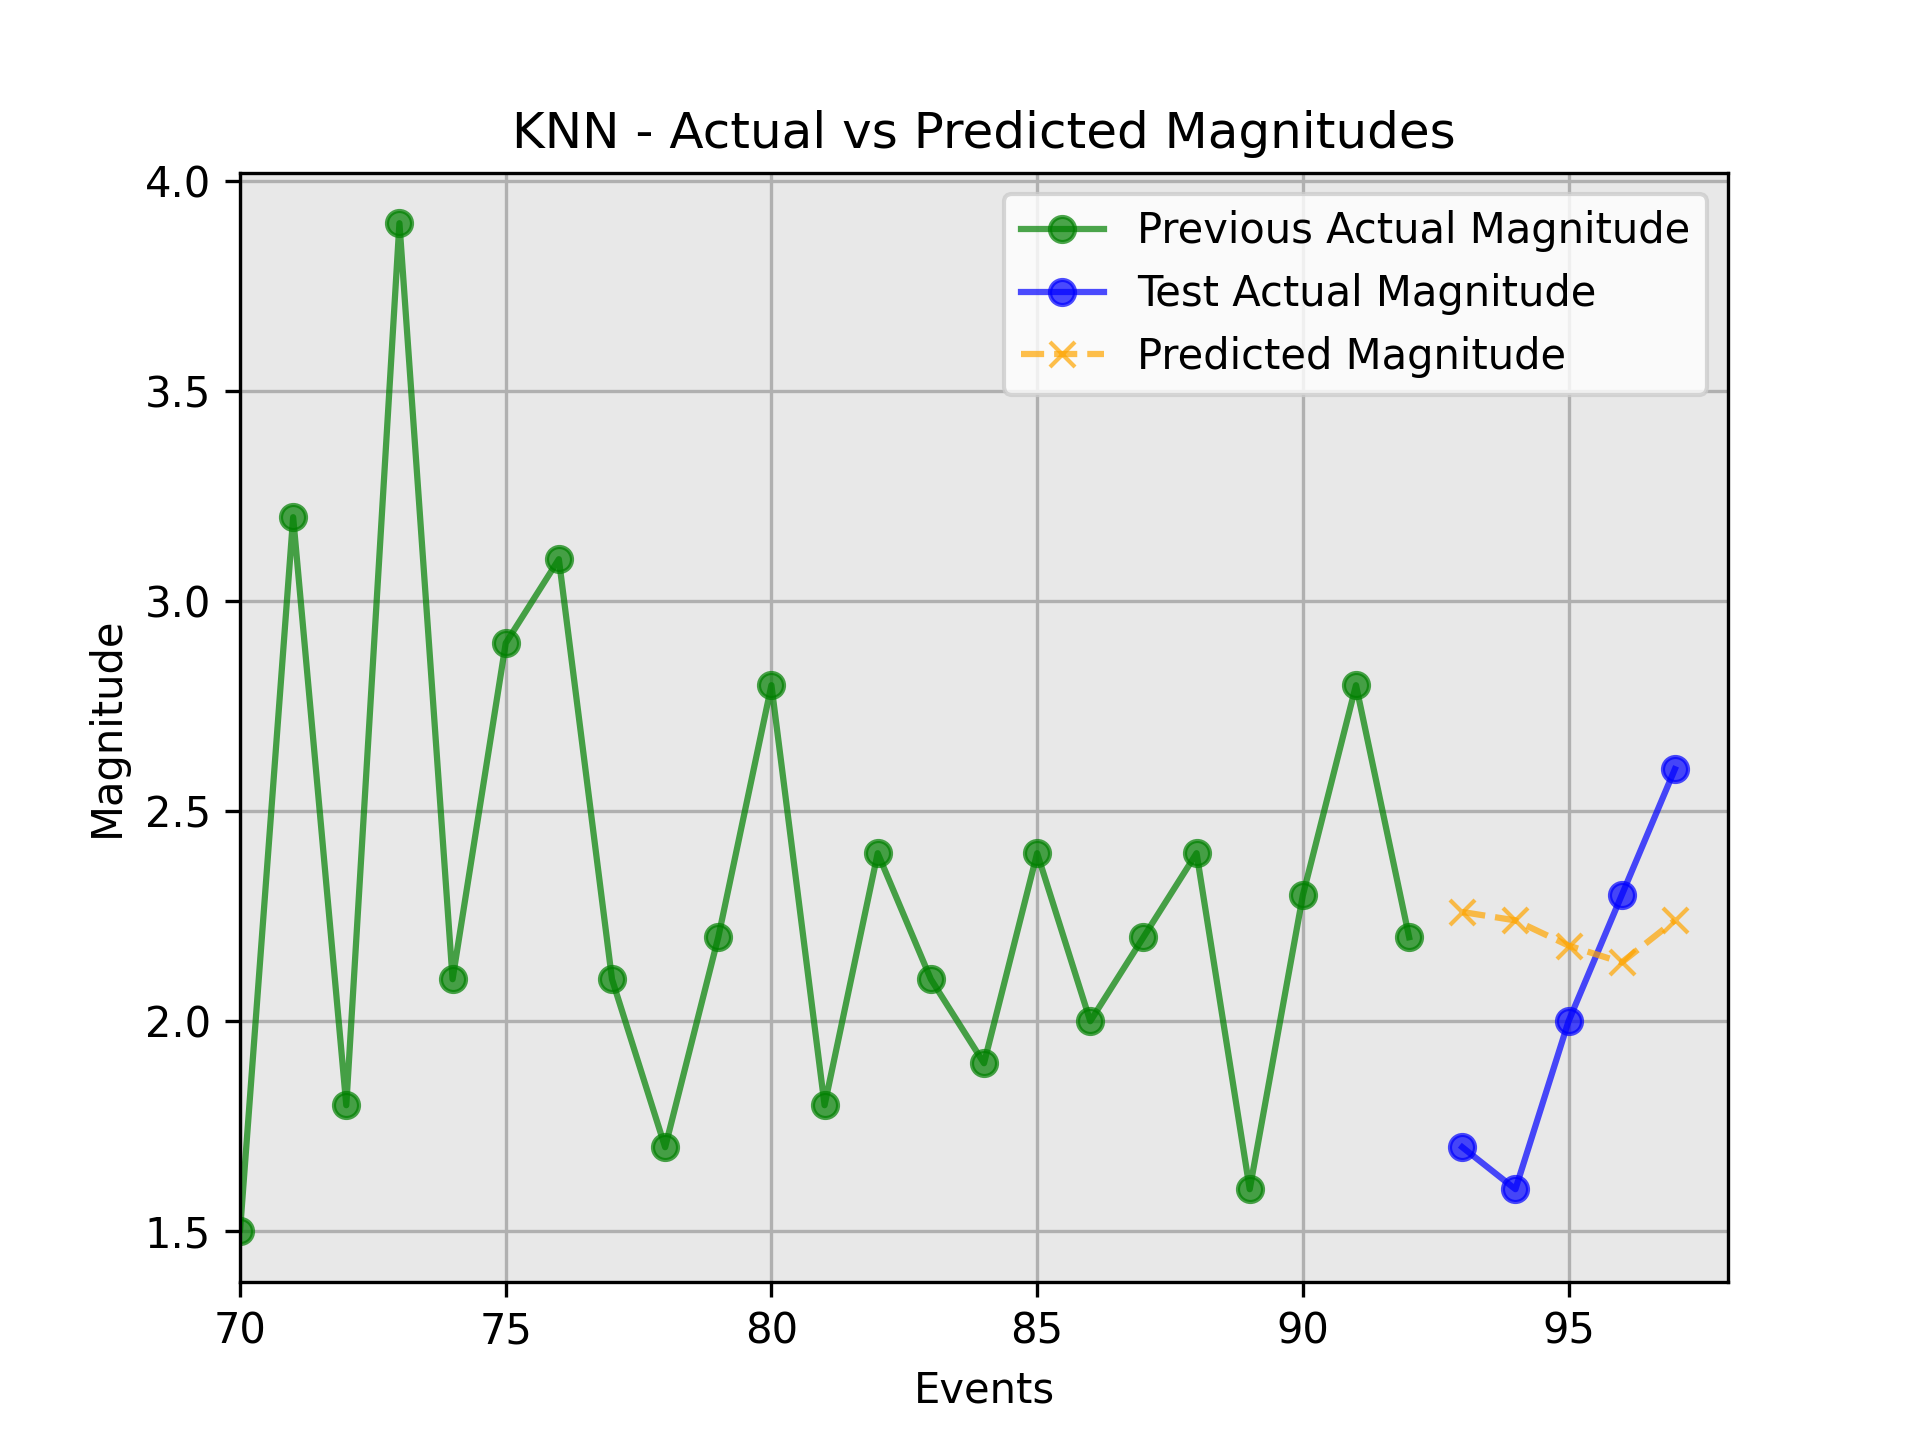 KNN - Actual vs Predicted Magnitudes
4.0
3.5
3.0
2.5
2.0
1.5
Magnitude
Previous Actual Magnitude
Test Actual Magnitude
Predicted Magnitude
70 75 80 85 90 95
Events